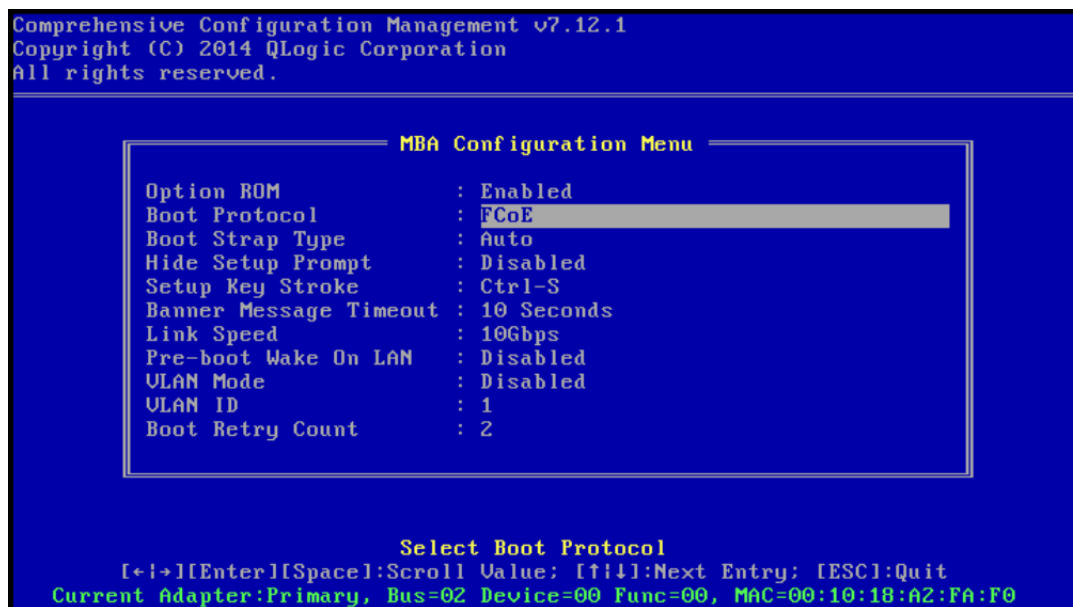 Comprehensive Configuration Management v7.12.1
Copyright (C) 2014 QLogic Corporation
All rights reserved.
MBA Configuration Menu
Option ROM : Enabled
Boot Protocol : FCoE
Boot Strap Type : Auto
Hide Setup Prompt : Disabled
Setup Key Stroke : Ctrl-S
Banner Message Timeout : 10 Seconds
Link Speed : 10Gbps
Pre-boot Wake On LAN : Disabled
VLAN Mode : Disabled
VLAN ID : 1
Boot Retry Count : 2
Select Boot Protocol
[←|→][Enter][Space]:Scroll Value; [↑|↓]:Next Entry; [ESC]:Quit
Current Adapter:Primary, Bus=02 Device=00 Func=00, MAC=00:10:18:A2:FA:F0